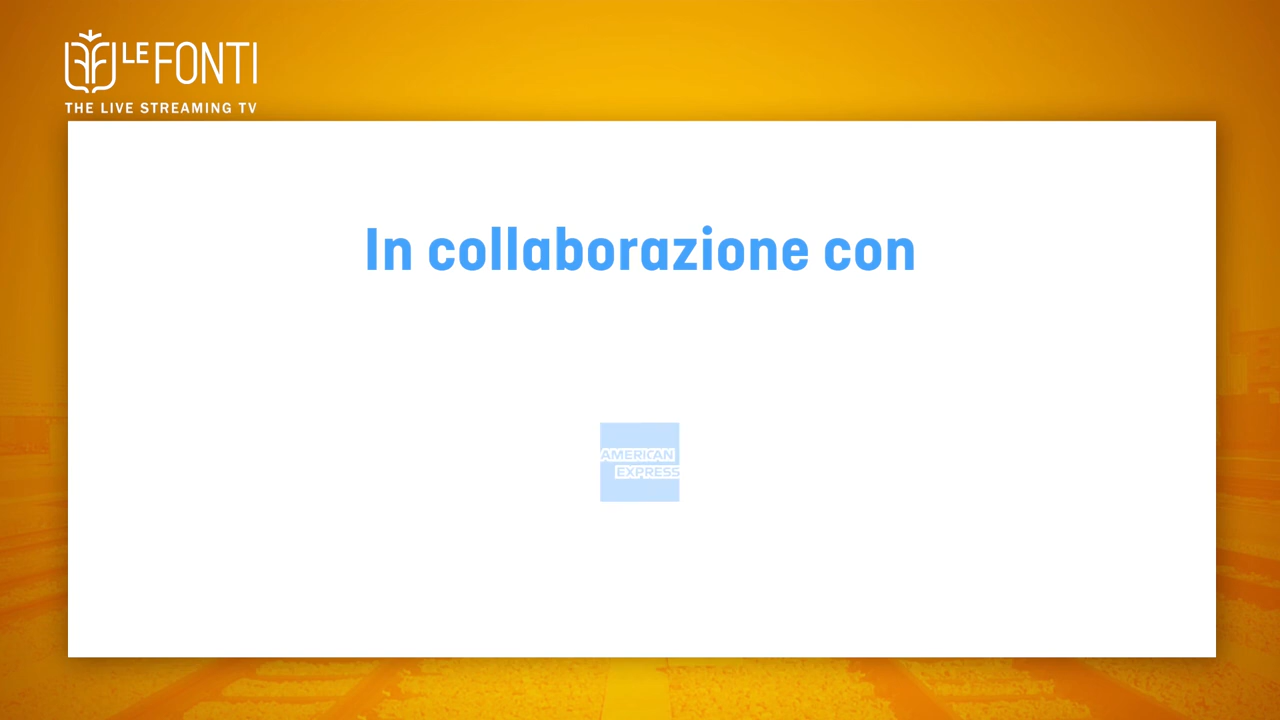 LE FONTI
THE LIVE STREAMING TV
In collaborazione con
AMERICAN
EXPRESS